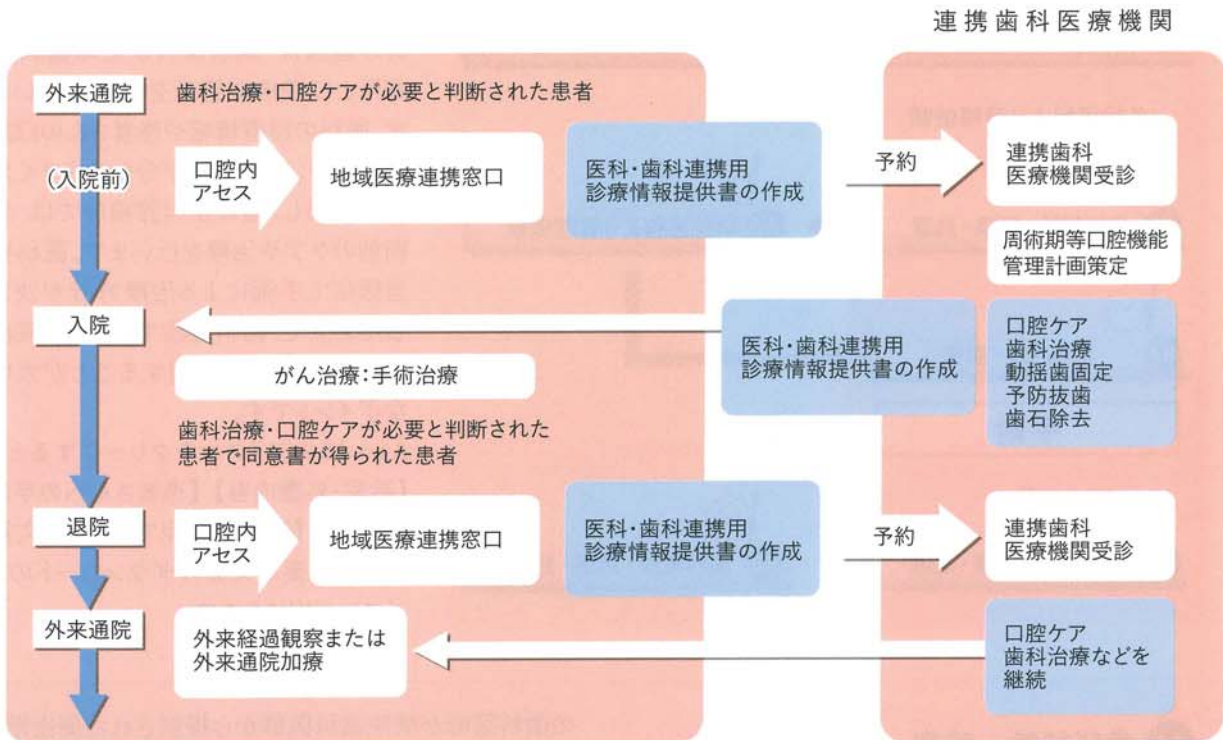 連携歯科医療機関
外来通院
歯科治療・口腔ケアが必要と判断された患者
(入院前)
口腔内
アセス
地域医療連携窓口
医科・歯科連携用
診療情報提供書の作成
予約
連携歯科
医療機関受診
周術期等口腔機能
管理計画策定
入院
医科・歯科連携用
診療情報提供書の作成
口腔ケア
歯科治療
動揺歯固定
予防抜歯
歯石除去
がん治療:手術治療
歯科治療・口腔ケアが必要と判断された
患者で同意書が得られた患者
退院
口腔内
アセス
地域医療連携窓口
医科・歯科連携用
診療情報提供書の作成
予約
連携歯科
医療機関受診
外来通院
外来経過観察または
外来通院加療
口腔ケア
歯科治療などを
継続